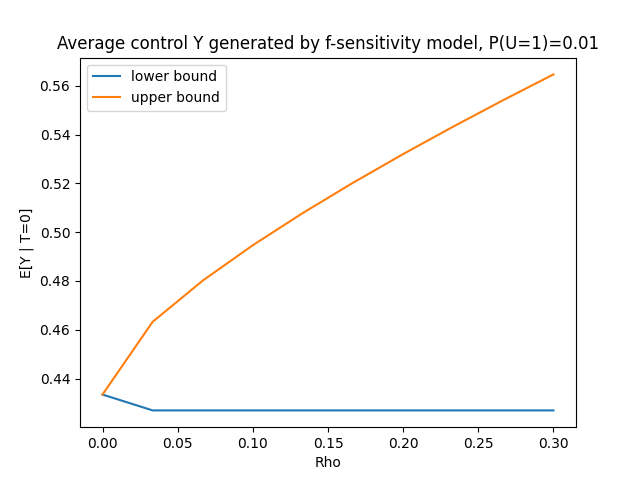 Average control Y generated by f-sensitivity model, P(U=1)=0.01
lower bound
upper bound
0.56
0.54
0.52
0.50
0.48
0.46
0.44
E[Y | T=0]
0.00 0.05 0.10 0.15 0.20 0.25 0.30
Rho